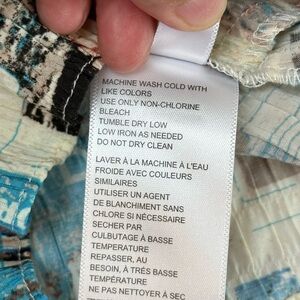 MACHINE WASH COLD WITH
LIKE COLORS
USE ONLY NON-CHLORINE
BLEACH
TUMBLE DRY LOW
LOW IRON AS NEEDED
DO NOT DRY CLEAN
LAVER À LA MACHINE À L'EAU
FROIDE AVEC COULEURS
SIMILAIRES
UTILISER UN AGENT
DE BLANCHIMENT SANS
CHLORE SI NÉCESSAIRE
SECHER PAR
CULBUTAGE À BASSE
TEMPERATURE
REPASSER, AU
BESOIN, À TRÉS BASSE
TEMPÉRATURE
NE PAS NETTOYER À SEC